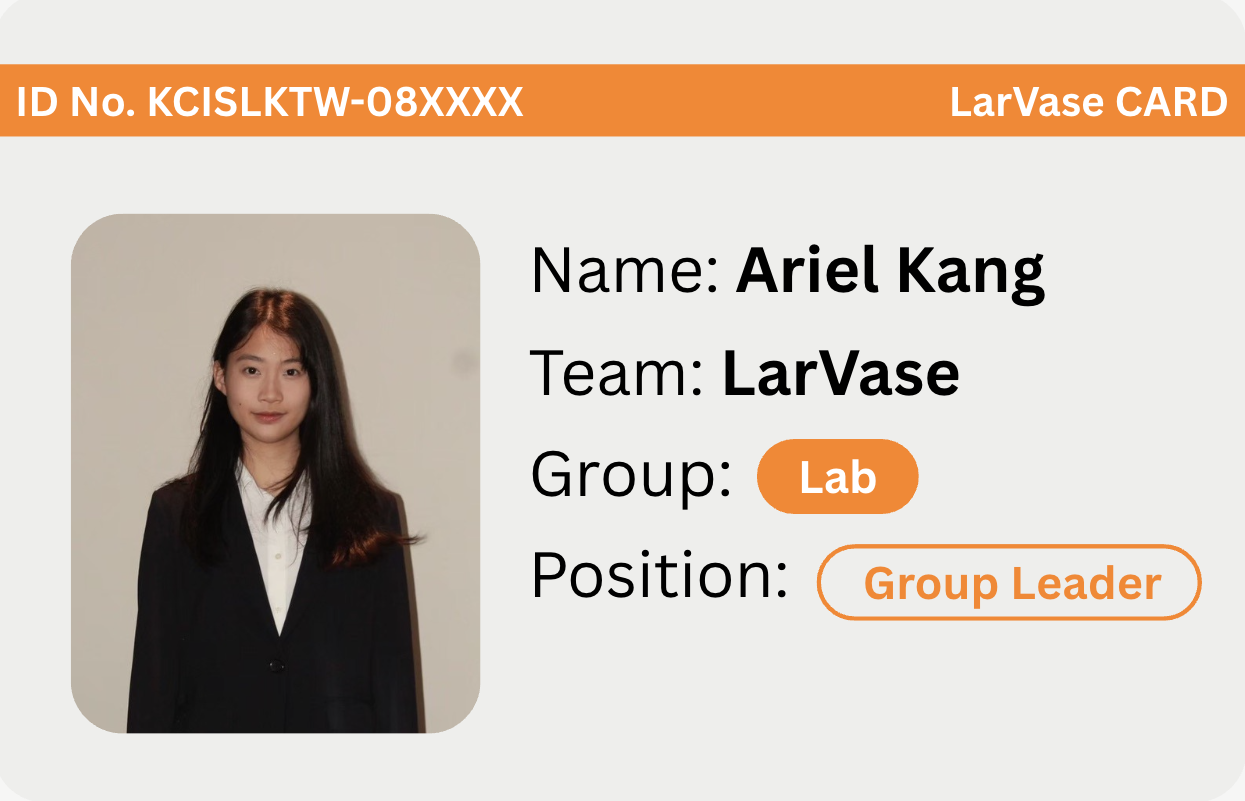 ID No. KCISLKTW-08XXXX
LarVase CARD
Name: Ariel Kang
Team: LarVase
Group: Lab
Position: Group Leader